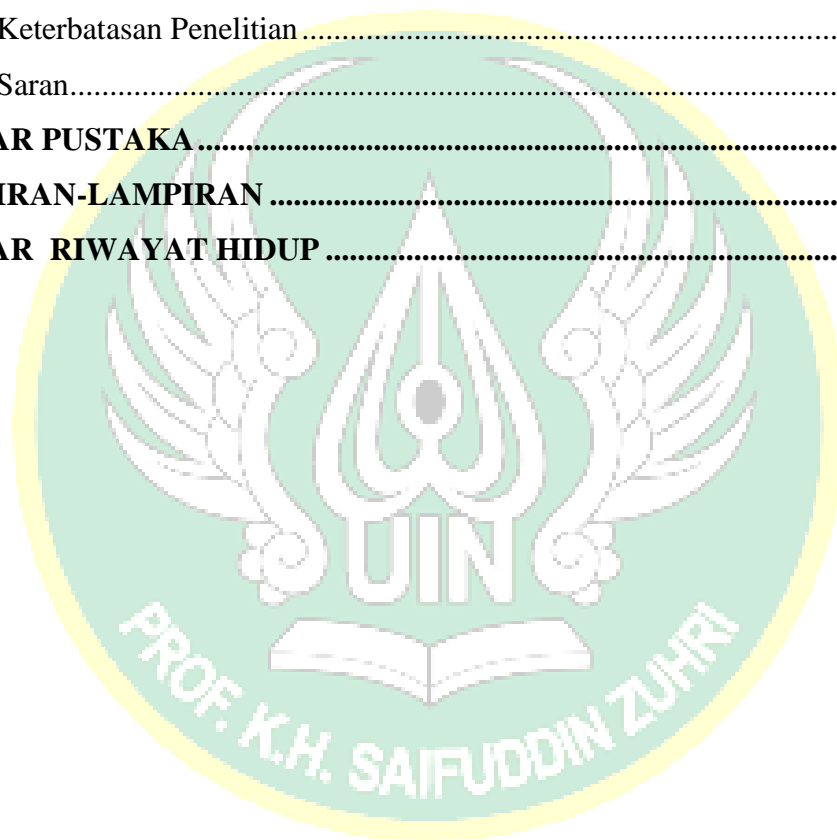 Keterbatasan Penelitian..................................................................
Saran...............................................................................................
AR PUSTAKA................................................................................
IRAN-LAMPIRAN.......................................................................
AR RIWAYAT HIDUP................................................................
UIN
PROF. K.H. SAIFUDDIN ZUHRI